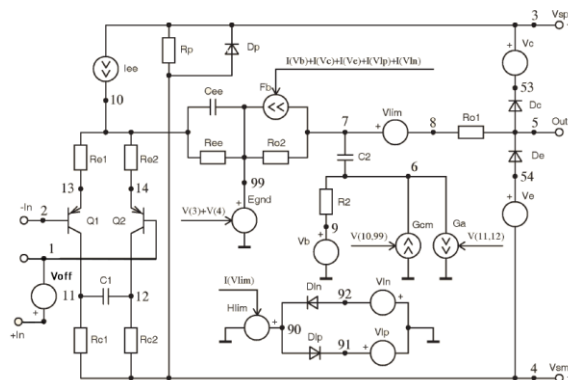 3
Vsp
Iee
Rp
Dp
Vc
I(Vb)+I(Vc)+I(Ve)+I(Vlp)+I(Vln)
53
10
Cee
Fb
Dc
7
Vlim
8
Ro1
5
Out
Re1
Re2
Ree
Ro2
C2
De
13
14
99
6
54
-In
2
Q1
Q2
V(3)+V(4)
Egnd
R2
9
Gcm
Ga
Ve
1
V(10,99)
V(11,12)
Vb
Voff
I(Vlim)
C1
Dln
92
Vln
11
12
Hlim
90
+In
Dlp
91
Vlp
Rc1
Rc2
4
Vsm